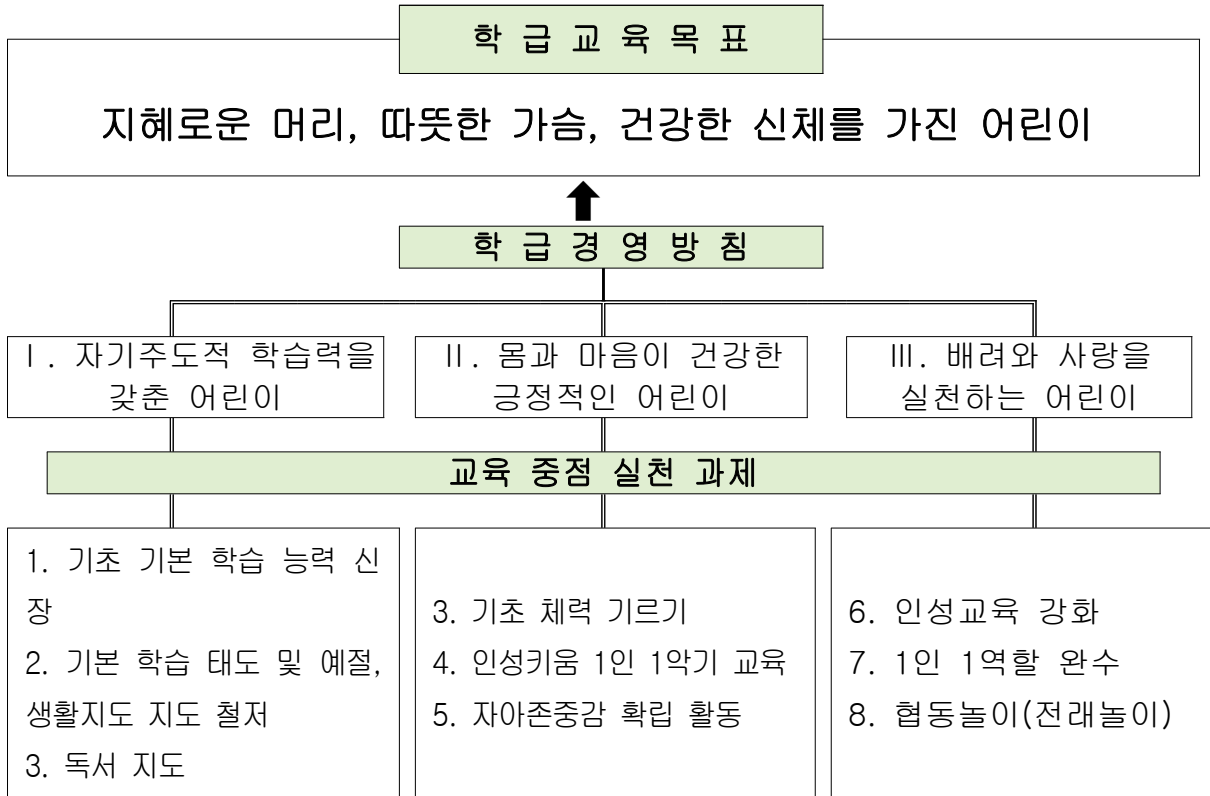 학 급 교 육 목 표
지혜로운 머리, 따뜻한 가슴, 건강한 신체를 가진 어린이
학 급 경 영 방 침
Ⅰ. 자기주도적 학습력을
갖춘 어린이
Ⅱ. 몸과 마음이 건강한
긍정적인 어린이
Ⅲ. 배려와 사랑을
실천하는 어린이
교육 중점 실천 과제
1. 기초 기본 학습 능력 신
장
2. 기본 학습 태도 및 예절,
생활지도 지도 철저
3. 독서 지도
3. 기초 체력 기르기
4. 인성키움 1인 1악기 교육
5. 자아존중감 확립 활동
6. 인성교육 강화
7. 1인 1역할 완수
8. 협동놀이(전래놀이)